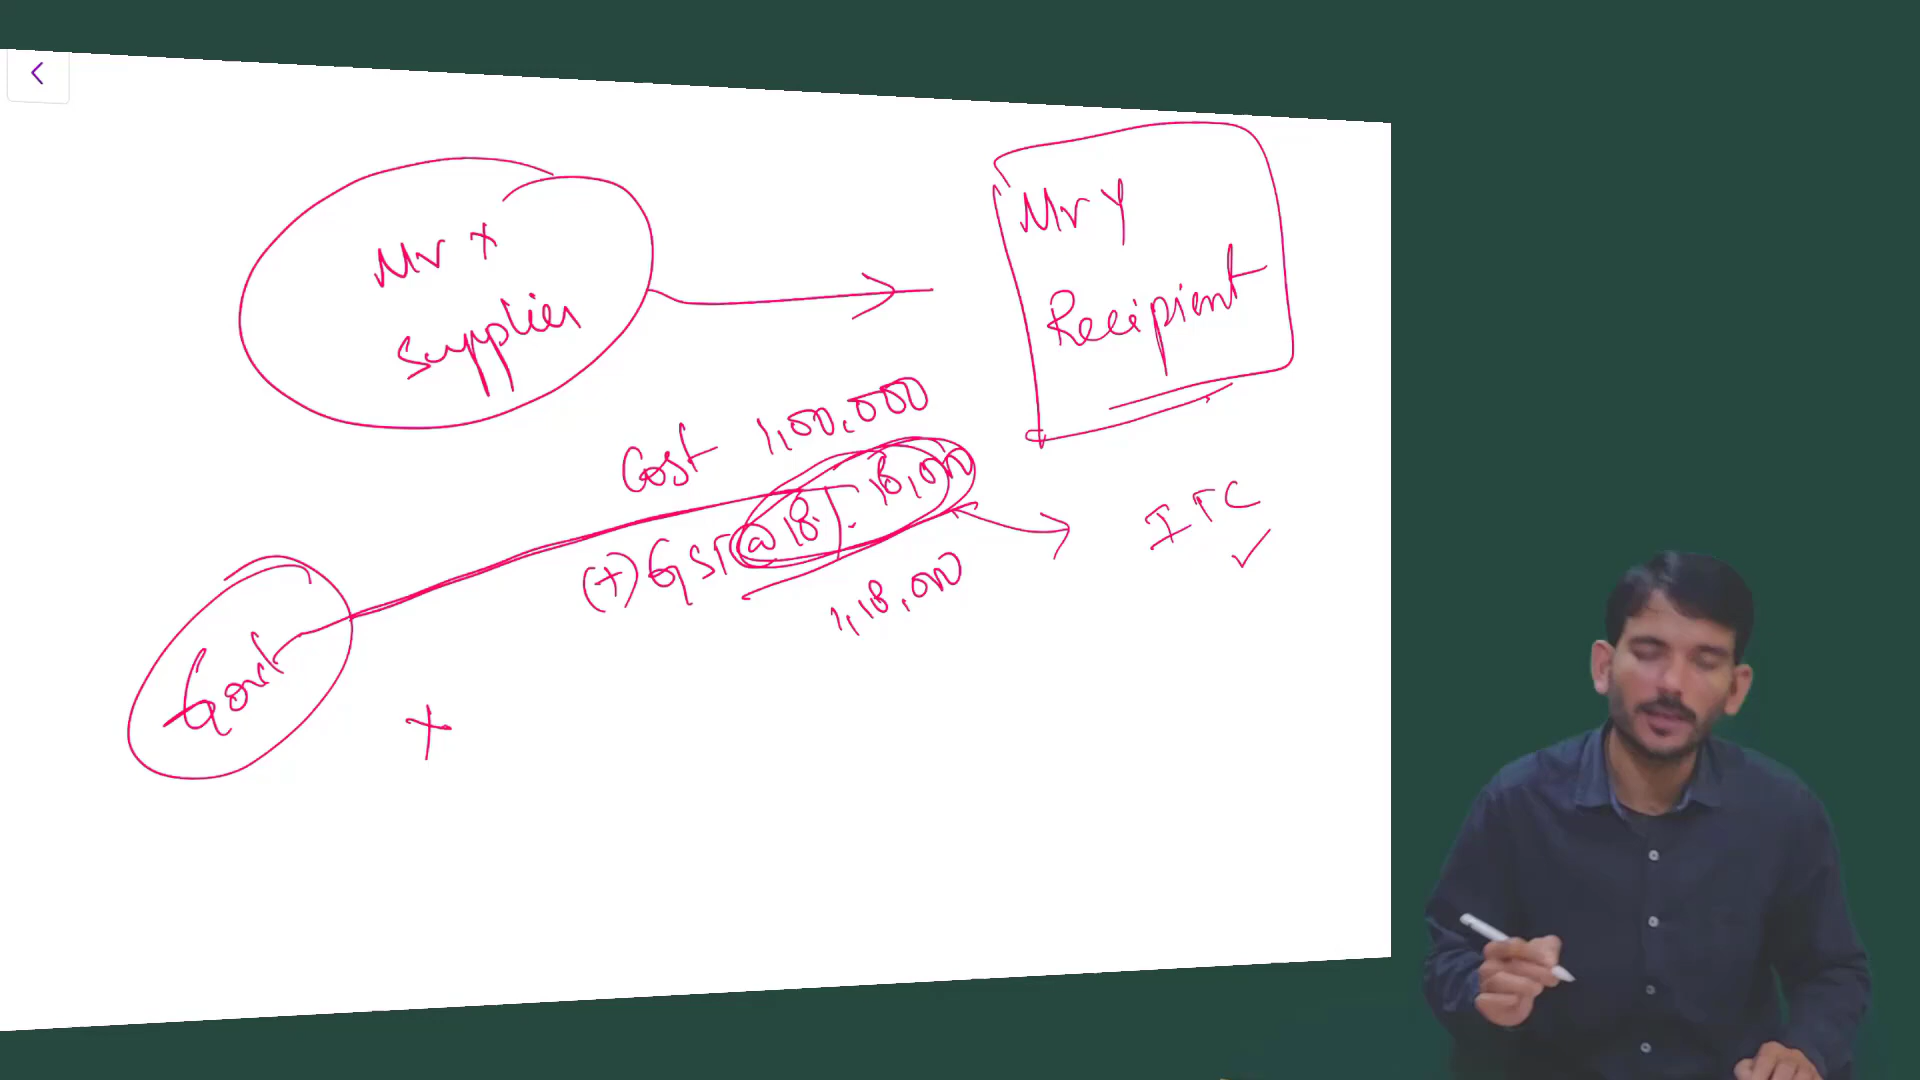 Mr X
Supplier
Mr Y
Recipient
Cost 1,00,000
(+) GST @ 18%. 18,000
1,18,000
ITC
Govt